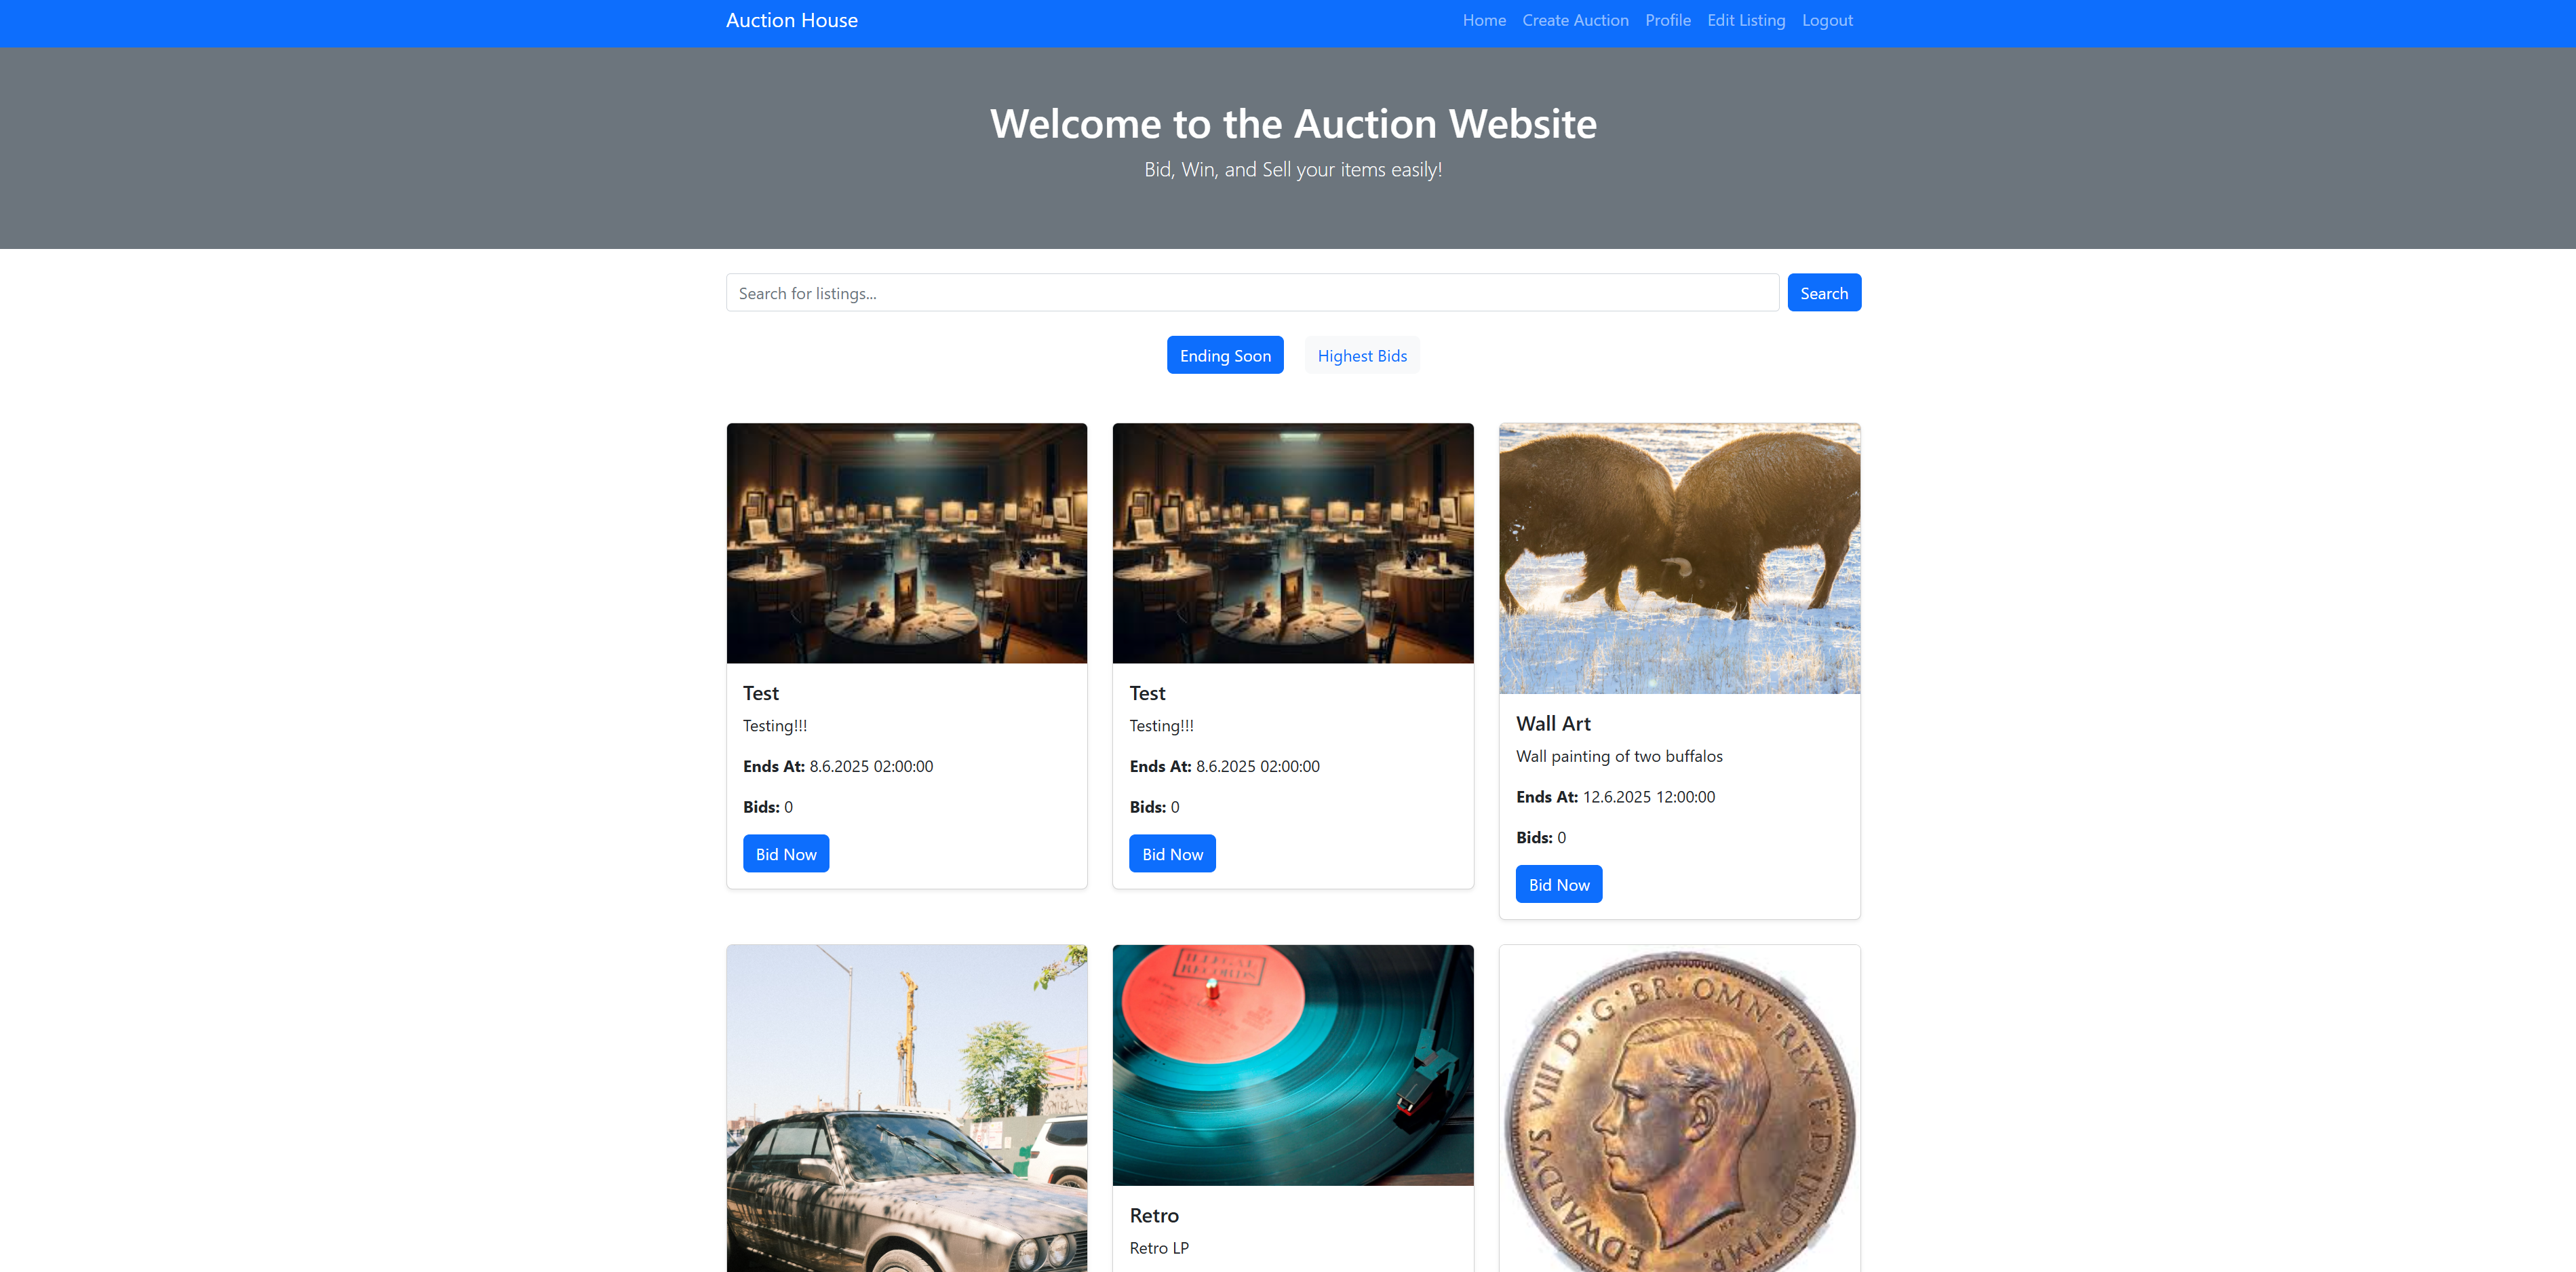 Auction House
Home Create Auction Profile Edit Listing Logout
Welcome to the Auction Website
Bid, Win, and Sell your items easily!
Search for listings...
Search
Ending Soon
Highest Bids
Test
Testing!!!
Ends At: 8.6.2025 02:00:00
Bids: 0
Bid Now
Test
Testing!!!
Ends At: 8.6.2025 02:00:00
Bids: 0
Bid Now
Wall Art
Wall painting of two buffalos
Ends At: 12.6.2025 12:00:00
Bids: 0
Bid Now
ILLEGAL
RECORDS
Retro
Retro LP
EDWARDVS VIII D:G:BR:OMN:REX F:D:IND:IMP.
HP